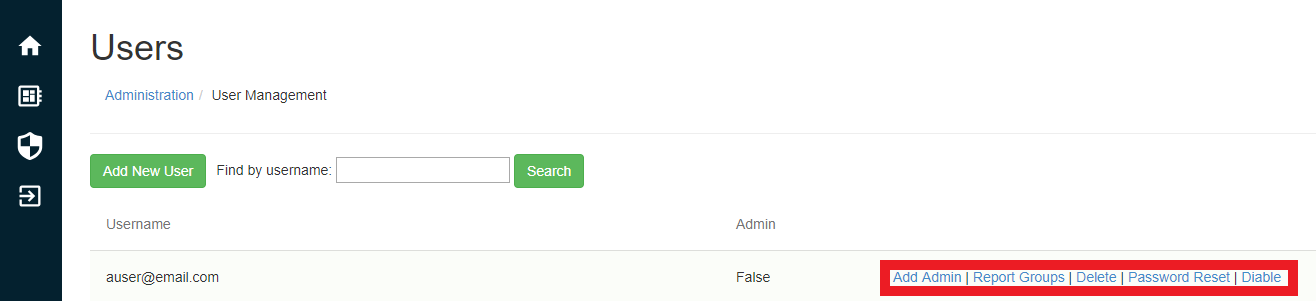 Users
Administration / User Management
Add New User Find by username: Search
Username Admin
auser@email.com False Add Admin | Report Groups | Delete | Password Reset | Diable